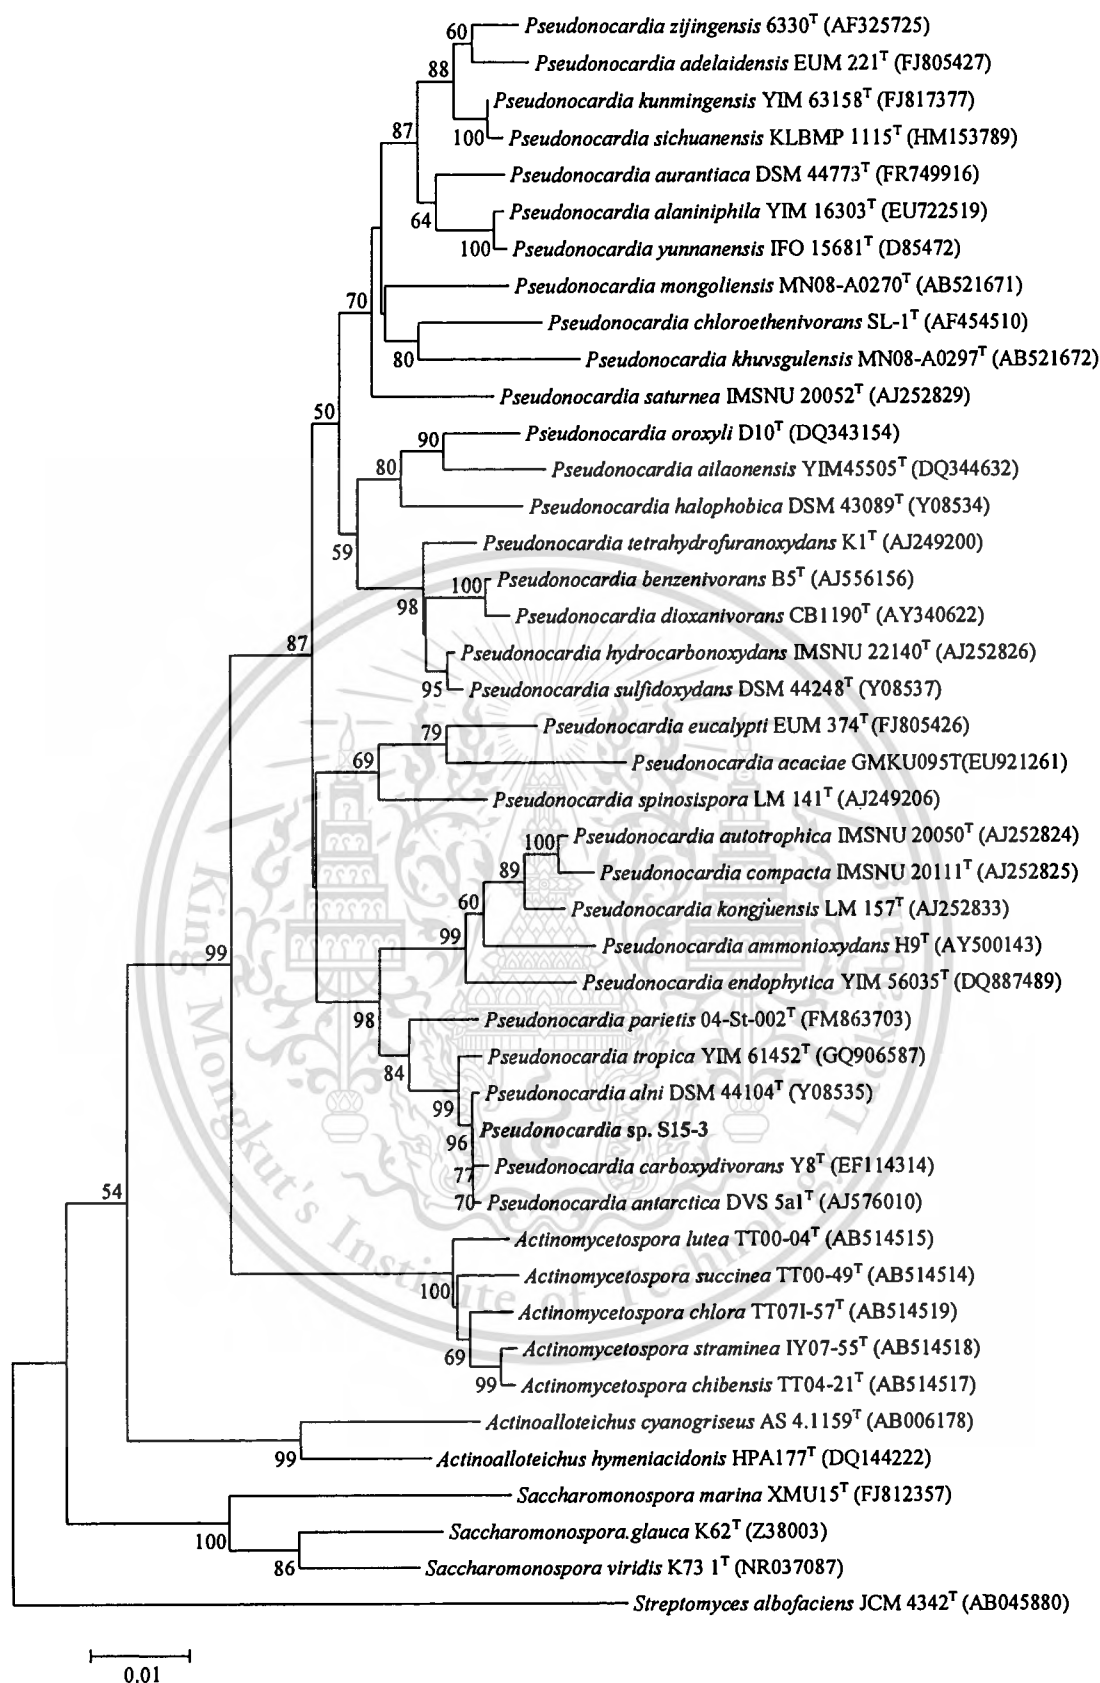 60
Pseudonocardia zijingensis 6330ᵀ (AF325725)
Pseudonocardia adelaidensis EUM 221ᵀ (FJ805427)
88
Pseudonocardia kunmingensis YIM 63158ᵀ (FJ817377)
100
Pseudonocardia sichuanensis KLBMP 1115ᵀ (HM153789)
87
Pseudonocardia aurantiaca DSM 44773ᵀ (FR749916)
64
Pseudonocardia alaniniphila YIM 16303ᵀ (EU722519)
100
Pseudonocardia yunnanensis IFO 15681ᵀ (D85472)
Pseudonocardia mongoliensis MN08-A0270ᵀ (AB521671)
70
Pseudonocardia chloroethenivorans SL-1ᵀ (AF454510)
80
Pseudonocardia khuvsgulensis MN08-A0297ᵀ (AB521672)
Pseudonocardia saturnea IMSNU 20052ᵀ (AJ252829)
50
90
Pseudonocardia oroxyli D10ᵀ (DQ343154)
80
Pseudonocardia ailaonensis YIM45505ᵀ (DQ344632)
Pseudonocardia halophobica DSM 43089ᵀ (Y08534)
59
Pseudonocardia tetrahydrofuranoxydans K1ᵀ (AJ249200)
100
Pseudonocardia benzenivorans B5ᵀ (AJ556156)
98
Pseudonocardia dioxanivorans CB1190ᵀ (AY340622)
87
Pseudonocardia hydrocarbonoxydans IMSNU 22140ᵀ (AJ252826)
95
Pseudonocardia sulfidoxydans DSM 44248ᵀ (Y08537)
79
Pseudonocardia eucalypti EUM 374ᵀ (FJ805426)
69
Pseudonocardia acaciae GMKU095T(EU921261)
Pseudonocardia spinosispora LM 141ᵀ (AJ249206)
100
Pseudonocardia autotrophica IMSNU 20050ᵀ (AJ252824)
89
Pseudonocardia compacta IMSNU 20111ᵀ (AJ252825)
60
Pseudonocardia kongjuensis LM 157ᵀ (AJ252833)
99
Pseudonocardia ammonioxydans H9ᵀ (AY500143)
99
Pseudonocardia endophytica YIM 56035ᵀ (DQ887489)
98
Pseudonocardia parietis 04-St-002ᵀ (FM863703)
84
Pseudonocardia tropica YIM 61452ᵀ (GQ906587)
99
Pseudonocardia alni DSM 44104ᵀ (Y08535)
96
Pseudonocardia sp. S15-3
77
Pseudonocardia carboxydivorans Y8ᵀ (EF114314)
70
Pseudonocardia antarctica DVS 5a1ᵀ (AJ576010)
54
Actinomycetospora lutea TT00-04ᵀ (AB514515)
Actinomycetospora succinea TT00-49ᵀ (AB514514)
100
Actinomycetospora chlora TT07I-57ᵀ (AB514519)
69
Actinomycetospora straminea IY07-55ᵀ (AB514518)
99
Actinomycetospora chibensis TT04-21ᵀ (AB514517)
Actinoalloteichus cyanogriseus AS 4.1159ᵀ (AB006178)
99
Actinoalloteichus hymeniacidonis HPA177ᵀ (DQ144222)
Saccharomonospora marina XMU15ᵀ (FJ812357)
100
Saccharomonospora.glauca K62ᵀ (Z38003)
86
Saccharomonospora viridis K73 1ᵀ (NR037087)
Streptomyces albofaciens JCM 4342ᵀ (AB045880)
0.01
King Mongkut's Institute of Technology Ladkrabang